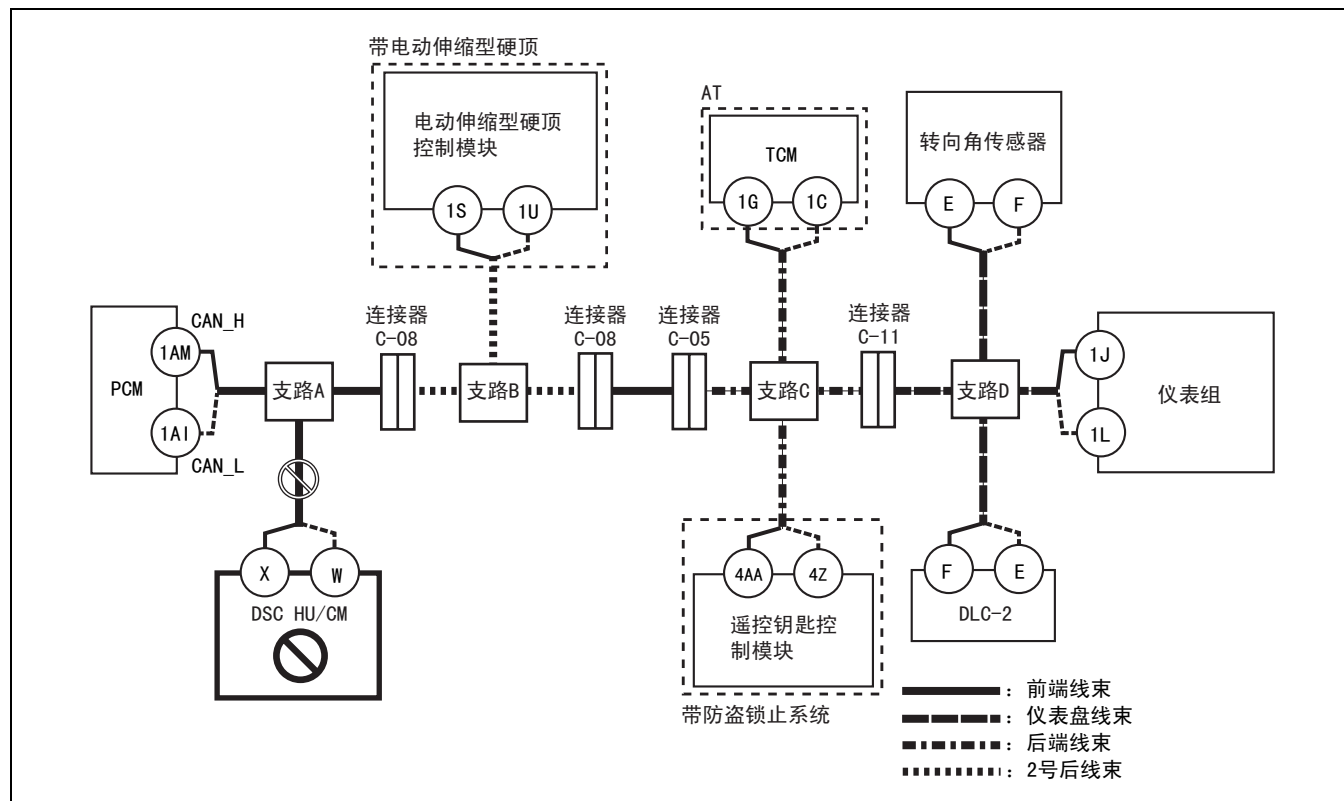 带电动伸缩型硬顶
电动伸缩型硬顶
控制模块
1S
1U
AT
TCM
1G
1C
转向角传感器
E
F
PCM
CAN_H
1AM
1AI
CAN_L
支路A
连接器
C-08
支路B
连接器
C-08
连接器
C-05
支路C
连接器
C-11
支路D
1J
1L
仪表组
X
W
DSC HU/CM
4AA
4Z
遥控钥匙控
制模块
带防盗锁止系统
F
E
DLC-2
：前端线束
：仪表盘线束
：后端线束
：2号后线束